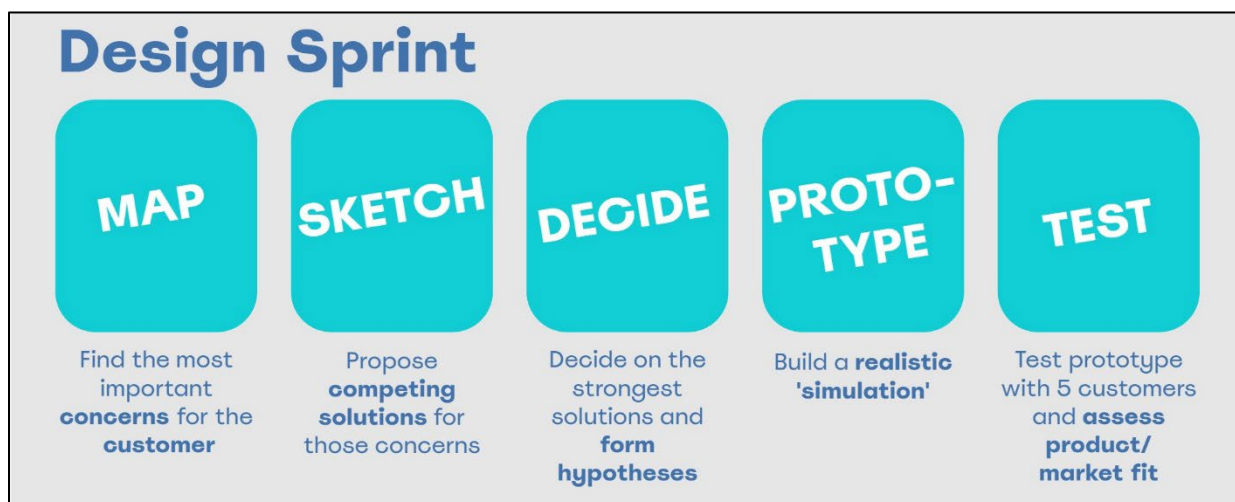 Design Sprint
MAP
Find the most
important
concerns for the
customer
SKETCH
Propose
competing
solutions for
those concerns
DECIDE
Decide on the
strongest
solutions and
form
hypotheses
PROTO-
TYPE
Build a realistic
'simulation'
TEST
Test prototype
with 5 customers
and assess
product/
market fit